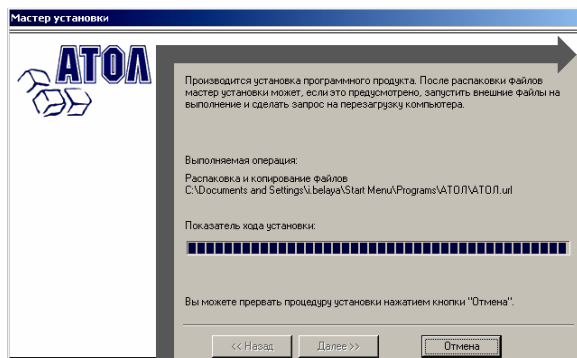 Мастер установки
АТОЛ
Производится установка программного продукта. После распаковки файлов
мастер установки может, если это предусмотрено, запустить внешние файлы на
выполнение и сделать запрос на перезагрузку компьютера.
Выполняемая операция:
Распаковка и копирование файлов
C:\Documents and Settings\i.belaya\Start Menu\Programs\АТОЛ\АТОЛ.url
Показатель хода установки:
Вы можете прервать процедуру установки нажатием кнопки "Отмена".
<< Назад Далее >> Отмена